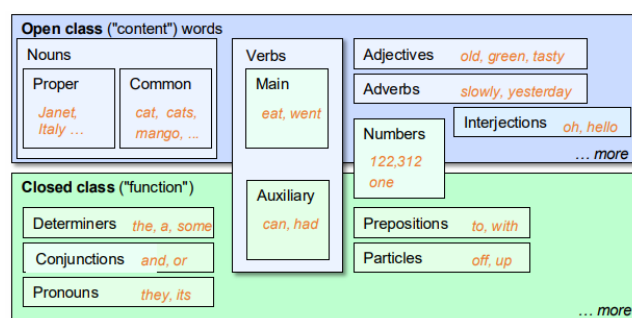 Open class ("content") words
Nouns
Proper
Janet,
Italy …
Common
cat, cats,
mango, ...
Verbs
Main
eat, went
Adjectives old, green, tasty
Adverbs slowly, yesterday
Interjections oh, hello
Numbers
122,312
one
... more
Closed class ("function")
Determiners the, a, some
Conjunctions and, or
Pronouns they, its
Auxiliary
can, had
Prepositions to, with
Particles off, up
... more